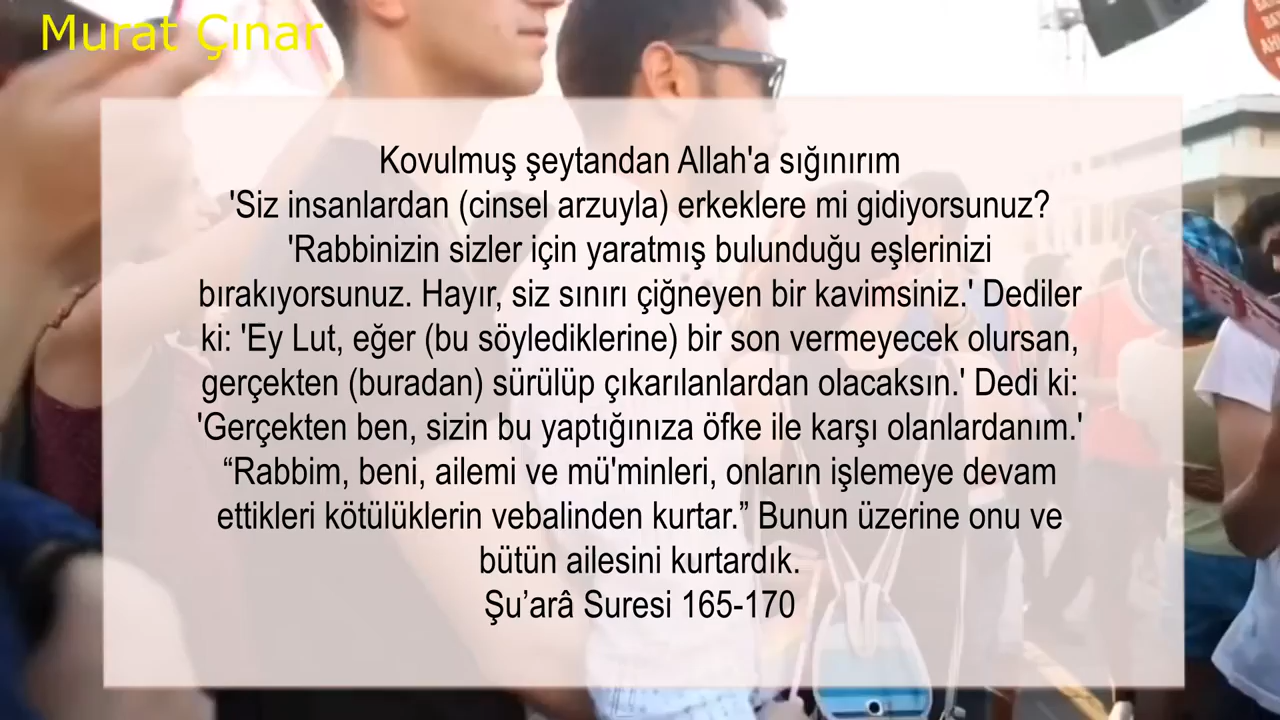 Murat Çınar
Kovulmuş şeytandan Allah'a sığınırım
'Siz insanlardan (cinsel arzuyla) erkeklere mi gidiyorsunuz?
'Rabbinizin sizler için yaratmış bulunduğu eşlerinizi
bırakıyorsunuz. Hayır, siz sınırı çiğneyen bir kavimsiniz.' Dediler
ki: 'Ey Lut, eğer (bu söylediklerine) bir son vermeyecek olursan,
gerçekten (buradan) sürülüp çıkarılanlardan olacaksın.' Dedi ki:
'Gerçekten ben, sizin bu yaptığınıza öfke ile karşı olanlardanım.'
“Rabbim, beni, ailemi ve mü'minleri, onların işlemeye devam
ettikleri kötülüklerin vebalinden kurtar.” Bunun üzerine onu ve
bütün ailesini kurtardık.
Şu’arâ Suresi 165-170